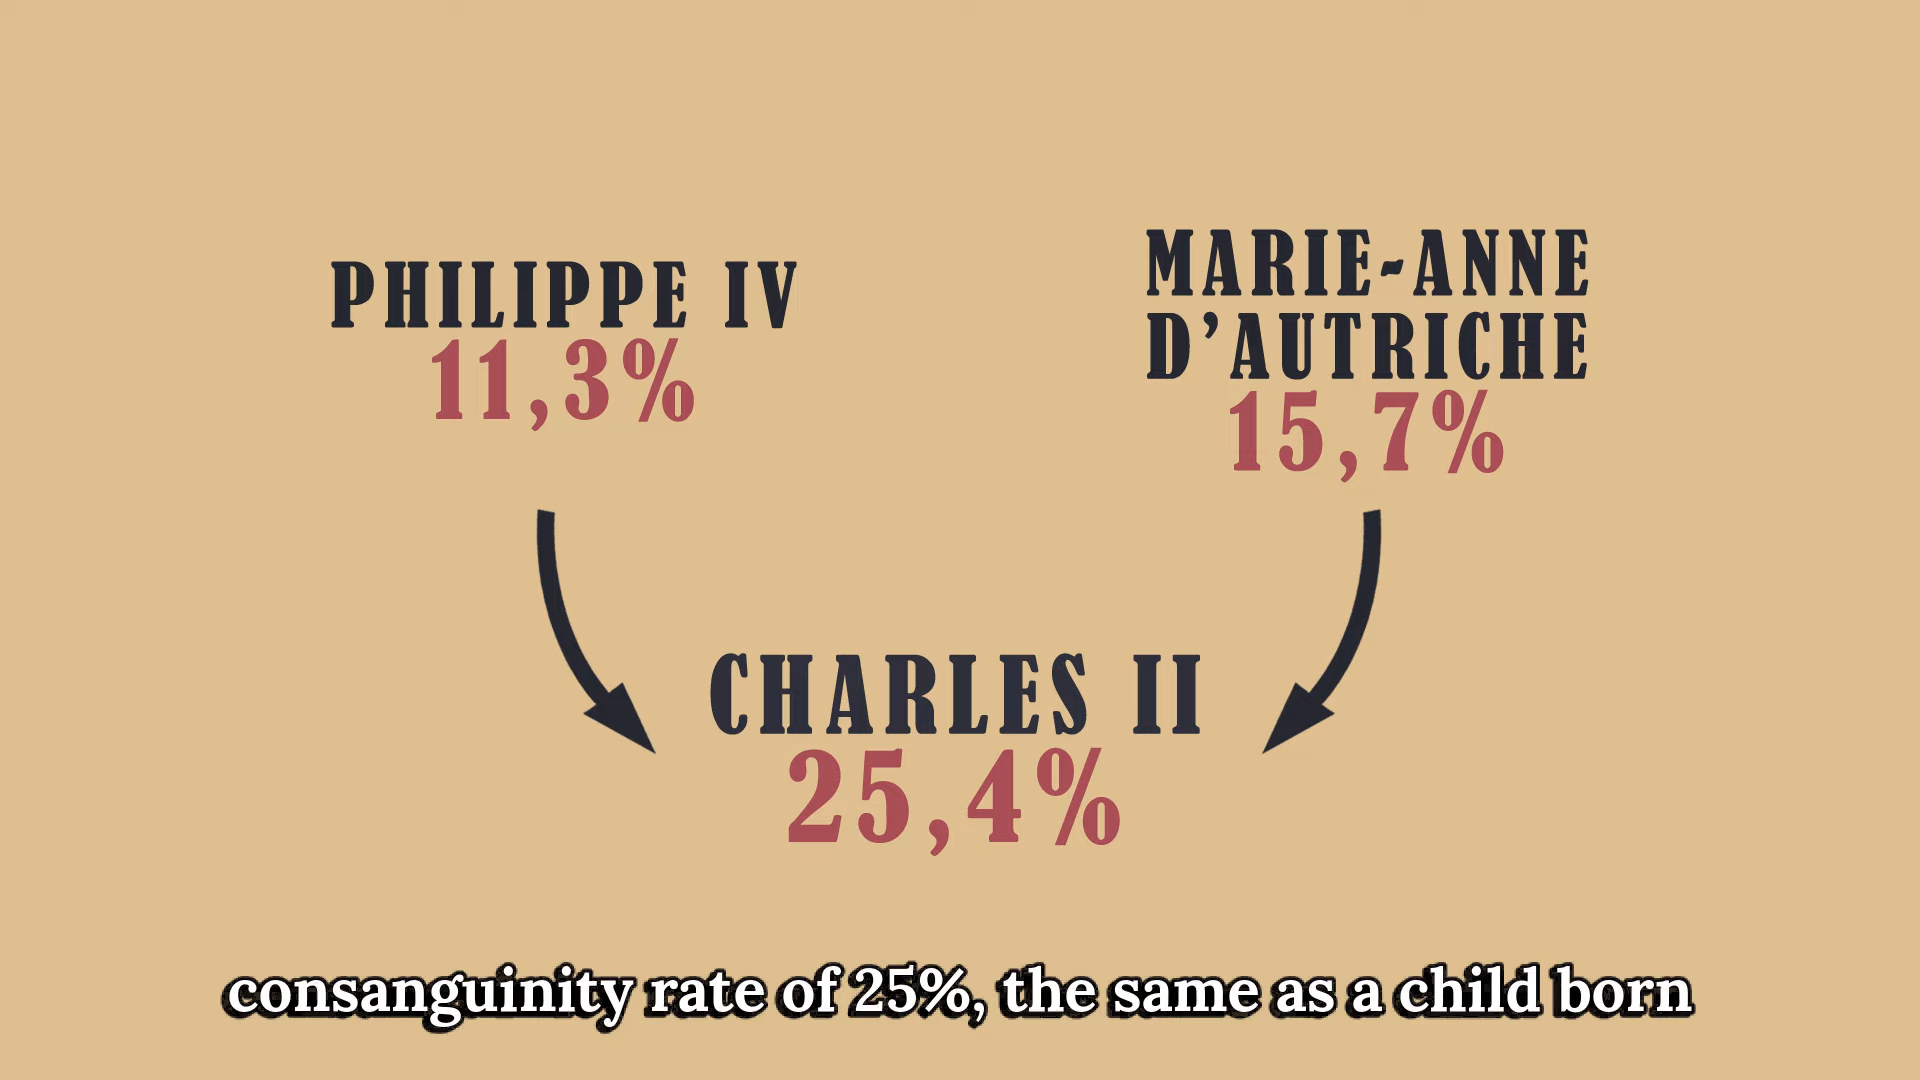 PHILIPPE IV
11,3%
MARIE-ANNE
D’AUTRICHE
15,7%
CHARLES II
25,4%
consanguinity rate of 25%, the same as a child born